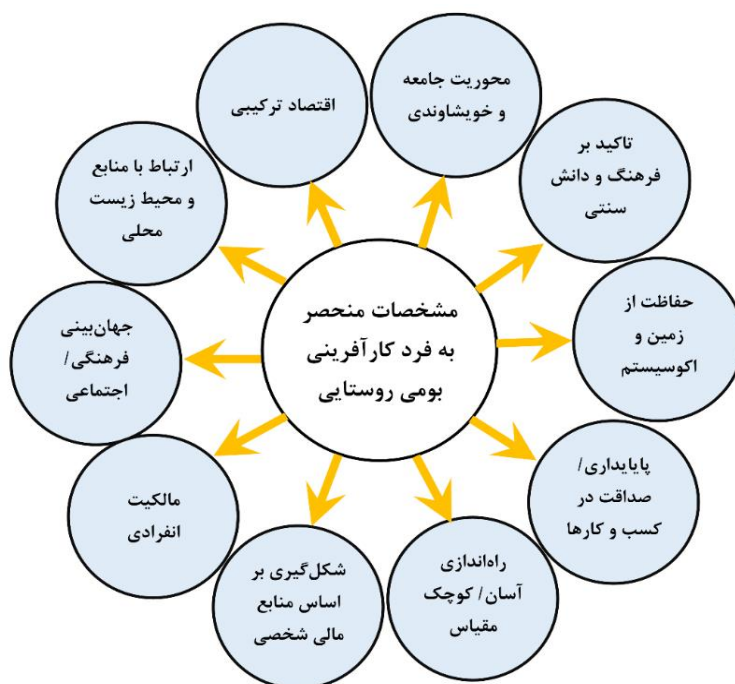 مشخصات منحصر
به فرد کارآفرینی
بومی روستایی
محوریت جامعه
و خویشاوندی
تاکید بر
فرهنگ و دانش
سنتی
حفاظت از
زمین و
اکوسیستم
پایایداری/
صداقت در
کسب و کارها
راه‌اندازی
آسان/ کوچک
مقیاس
شکل‌گیری بر
اساس منابع
مالی شخصی
مالکیت
انفرادی
جهان‌بینی
فرهنگی/
اجتماعی
ارتباط با منابع
و محیط زیست
محلی
اقتصاد ترکیبی